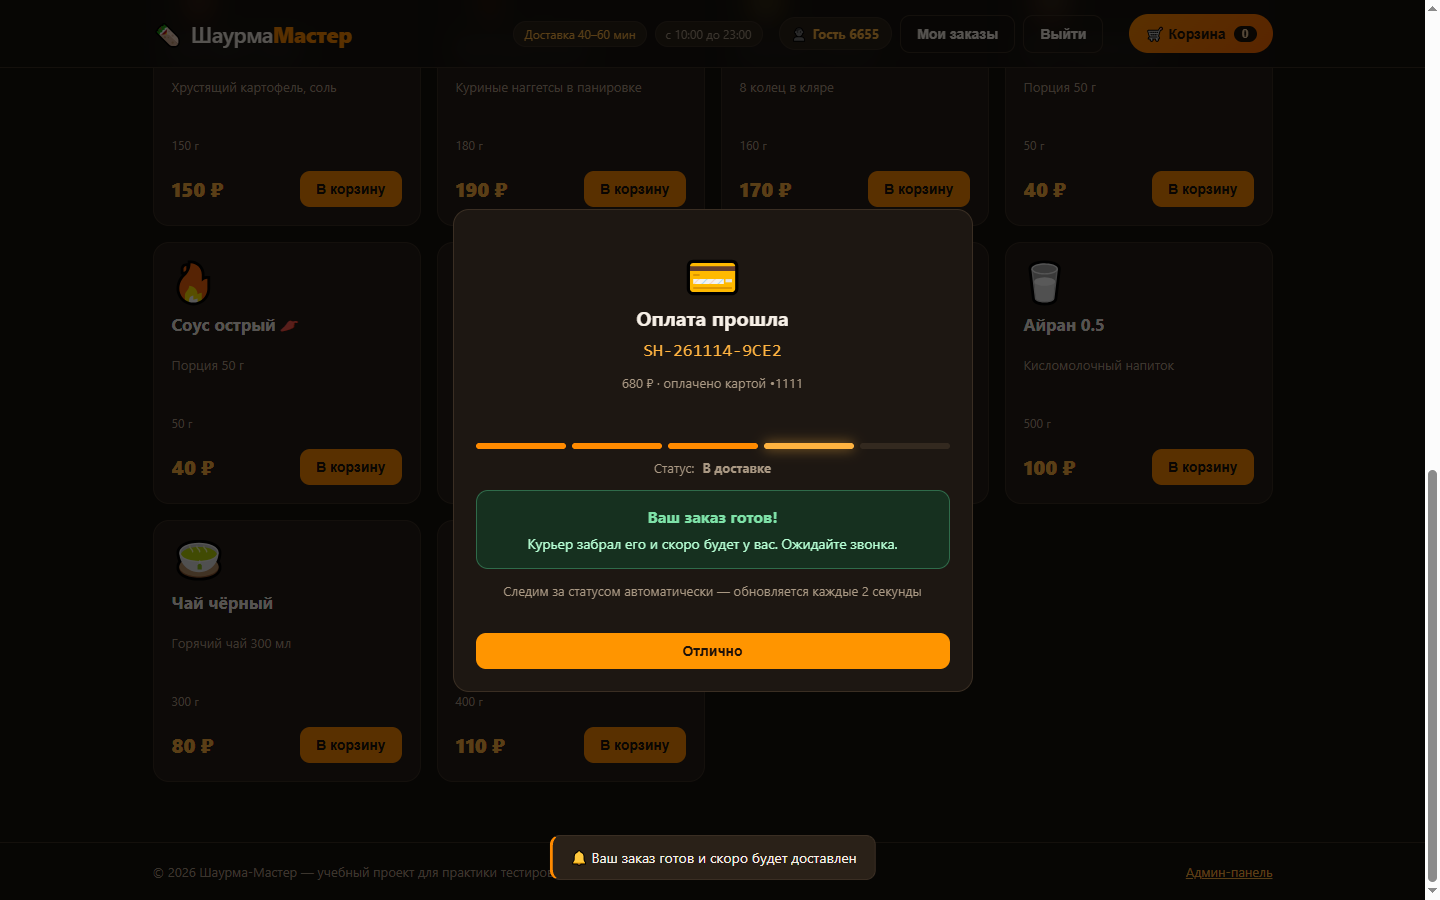 ШаурмаМастер
Доставка 40–60 мин
с 10:00 до 23:00
Гость 6655
Мои заказы
Выйти
Корзина 0
Хрустящий картофель, соль
Куриные наггетсы в панировке
8 колец в кляре
Порция 50 г
150 г
180 г
160 г
50 г
150 ₽
В корзину
190 ₽
В корзину
170 ₽
В корзину
40 ₽
В корзину
Соус острый
Порция 50 г
50 г
40 ₽
В корзину
Айран 0.5
Кисломолочный напиток
500 г
100 ₽
В корзину
Оплата прошла
SH-261114-9CE2
680 ₽ · оплачено картой •1111
Статус: В доставке
Ваш заказ готов!
Курьер забрал его и скоро будет у вас. Ожидайте звонка.
Следим за статусом автоматически — обновляется каждые 2 секунды
Отлично
Чай чёрный
Горячий чай 300 мл
300 г
80 ₽
В корзину
400 г
110 ₽
В корзину
Ваш заказ готов и скоро будет доставлен
© 2026 Шаурма-Мастер — учебный проект для практики
Админ-панель